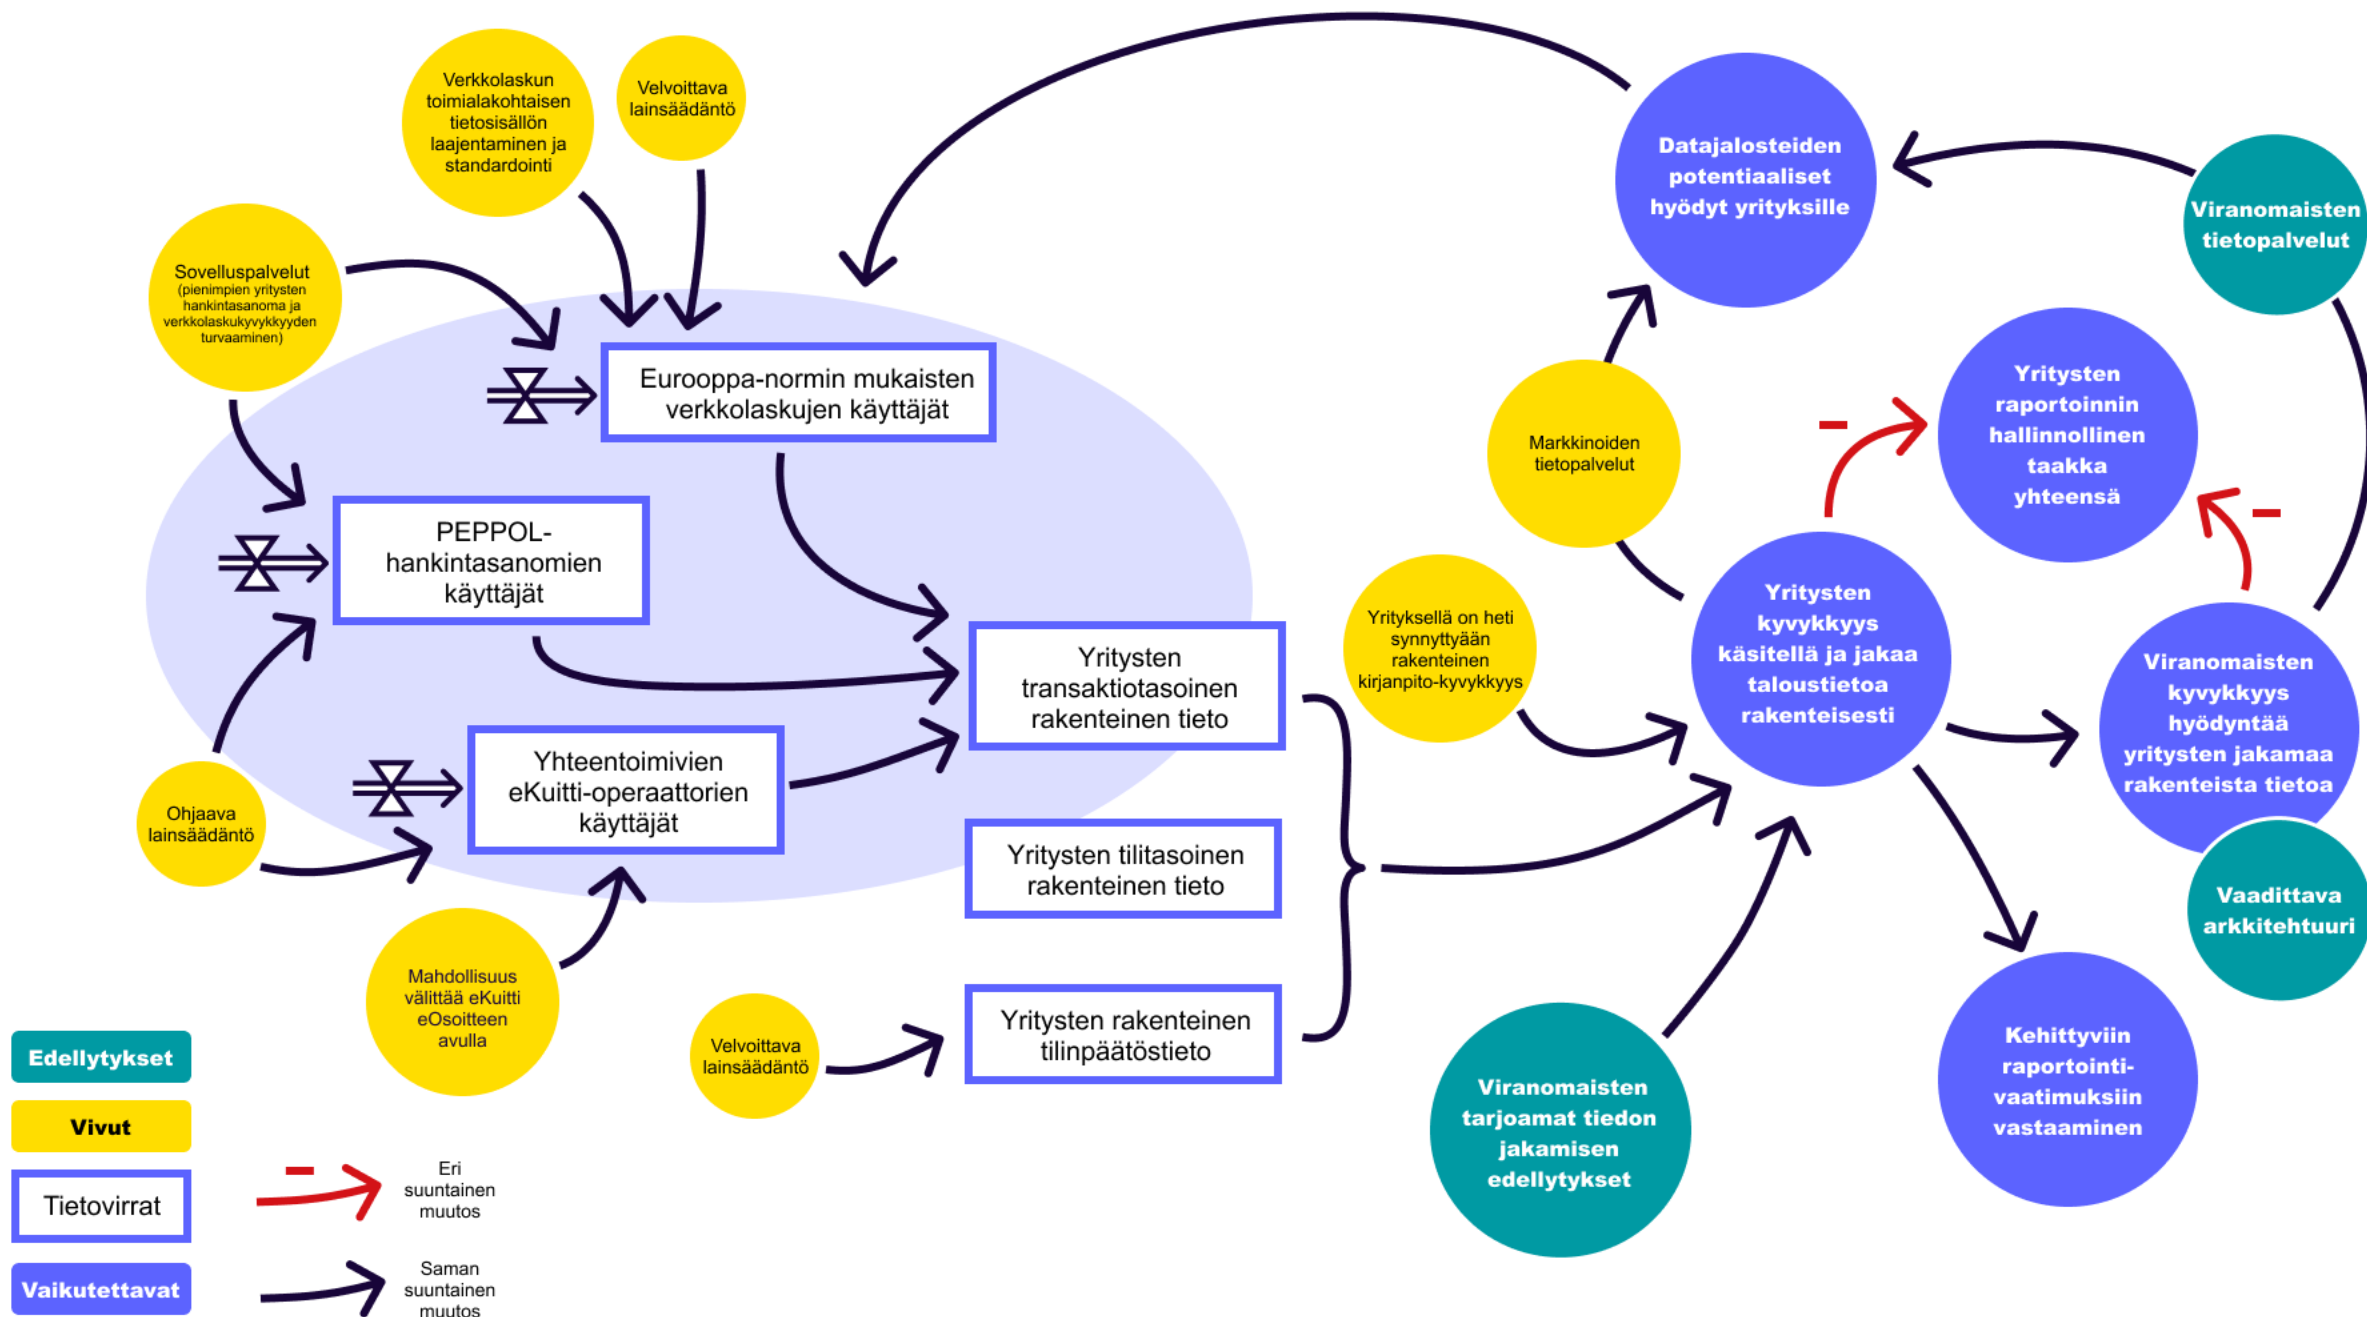 Verkkolaskun
toimialakohtaisen
tietosisällön
laajentaminen ja
standardointi
Velvoittava
lainsäädäntö
Datajalosteiden
potentiaaliset
hyödyt yrityksille
Viranomaisten
tietopalvelut
Sovelluspalvelut
(pienimpien yritysten
hankintasanoma ja
verkkolaskukyvykkyyden
turvaaminen)
Eurooppa-normin mukaisten
verkkolaskujen käyttäjät
Yritysten
raportoinnin
hallinnollinen
taakka
yhteensä
Markkinoiden
tietopalvelut
PEPPOL-
hankintasanomien
käyttäjät
Yrityksellä on heti
synnyttyään
rakenteinen
kirjanpito-kyvykkyys
Yritysten
kyvykkyys
käsitellä ja jakaa
taloustietoa
rakenteisesti
Yritysten
transaktiotasoinen
rakenteinen tieto
Viranomaisten
kyvykkyys
hyödyntää
yritysten jakamaa
rakenteista tietoa
Yhteentoimivien
eKuitti-operaattorien
käyttäjät
Ohjaava
lainsäädäntö
Yritysten tilitasoinen
rakenteinen tieto
Vaadittava
arkkitehtuuri
Mahdollisuus
välittää eKuitti
eOsoitteen
avulla
Velvoittava
lainsäädäntö
Yritysten rakenteinen
tilinpäätöstieto
Viranomaisten
tarjoamat tiedon
jakamisen
edellytykset
Kehittyviin
raportointi-
vaatimuksiin
vastaaminen
Edellytykset
Vivut
Tietovirrat
Vaikutettavat
Eri
suuntainen
muutos
Saman
suuntainen
muutos